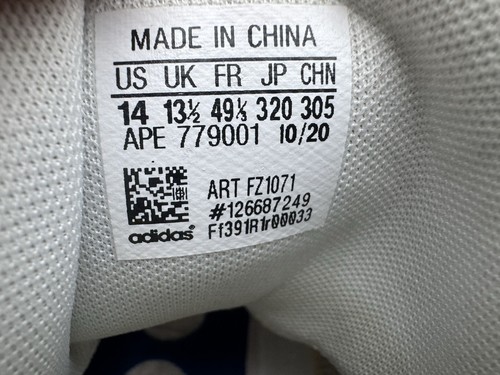 MADE IN CHINA
US UK FR JP CHN
14 13½ 49⅓ 320 305
APE 779001 10/20
ART FZ1071
#126687249
Ff391R1r00033
adidas